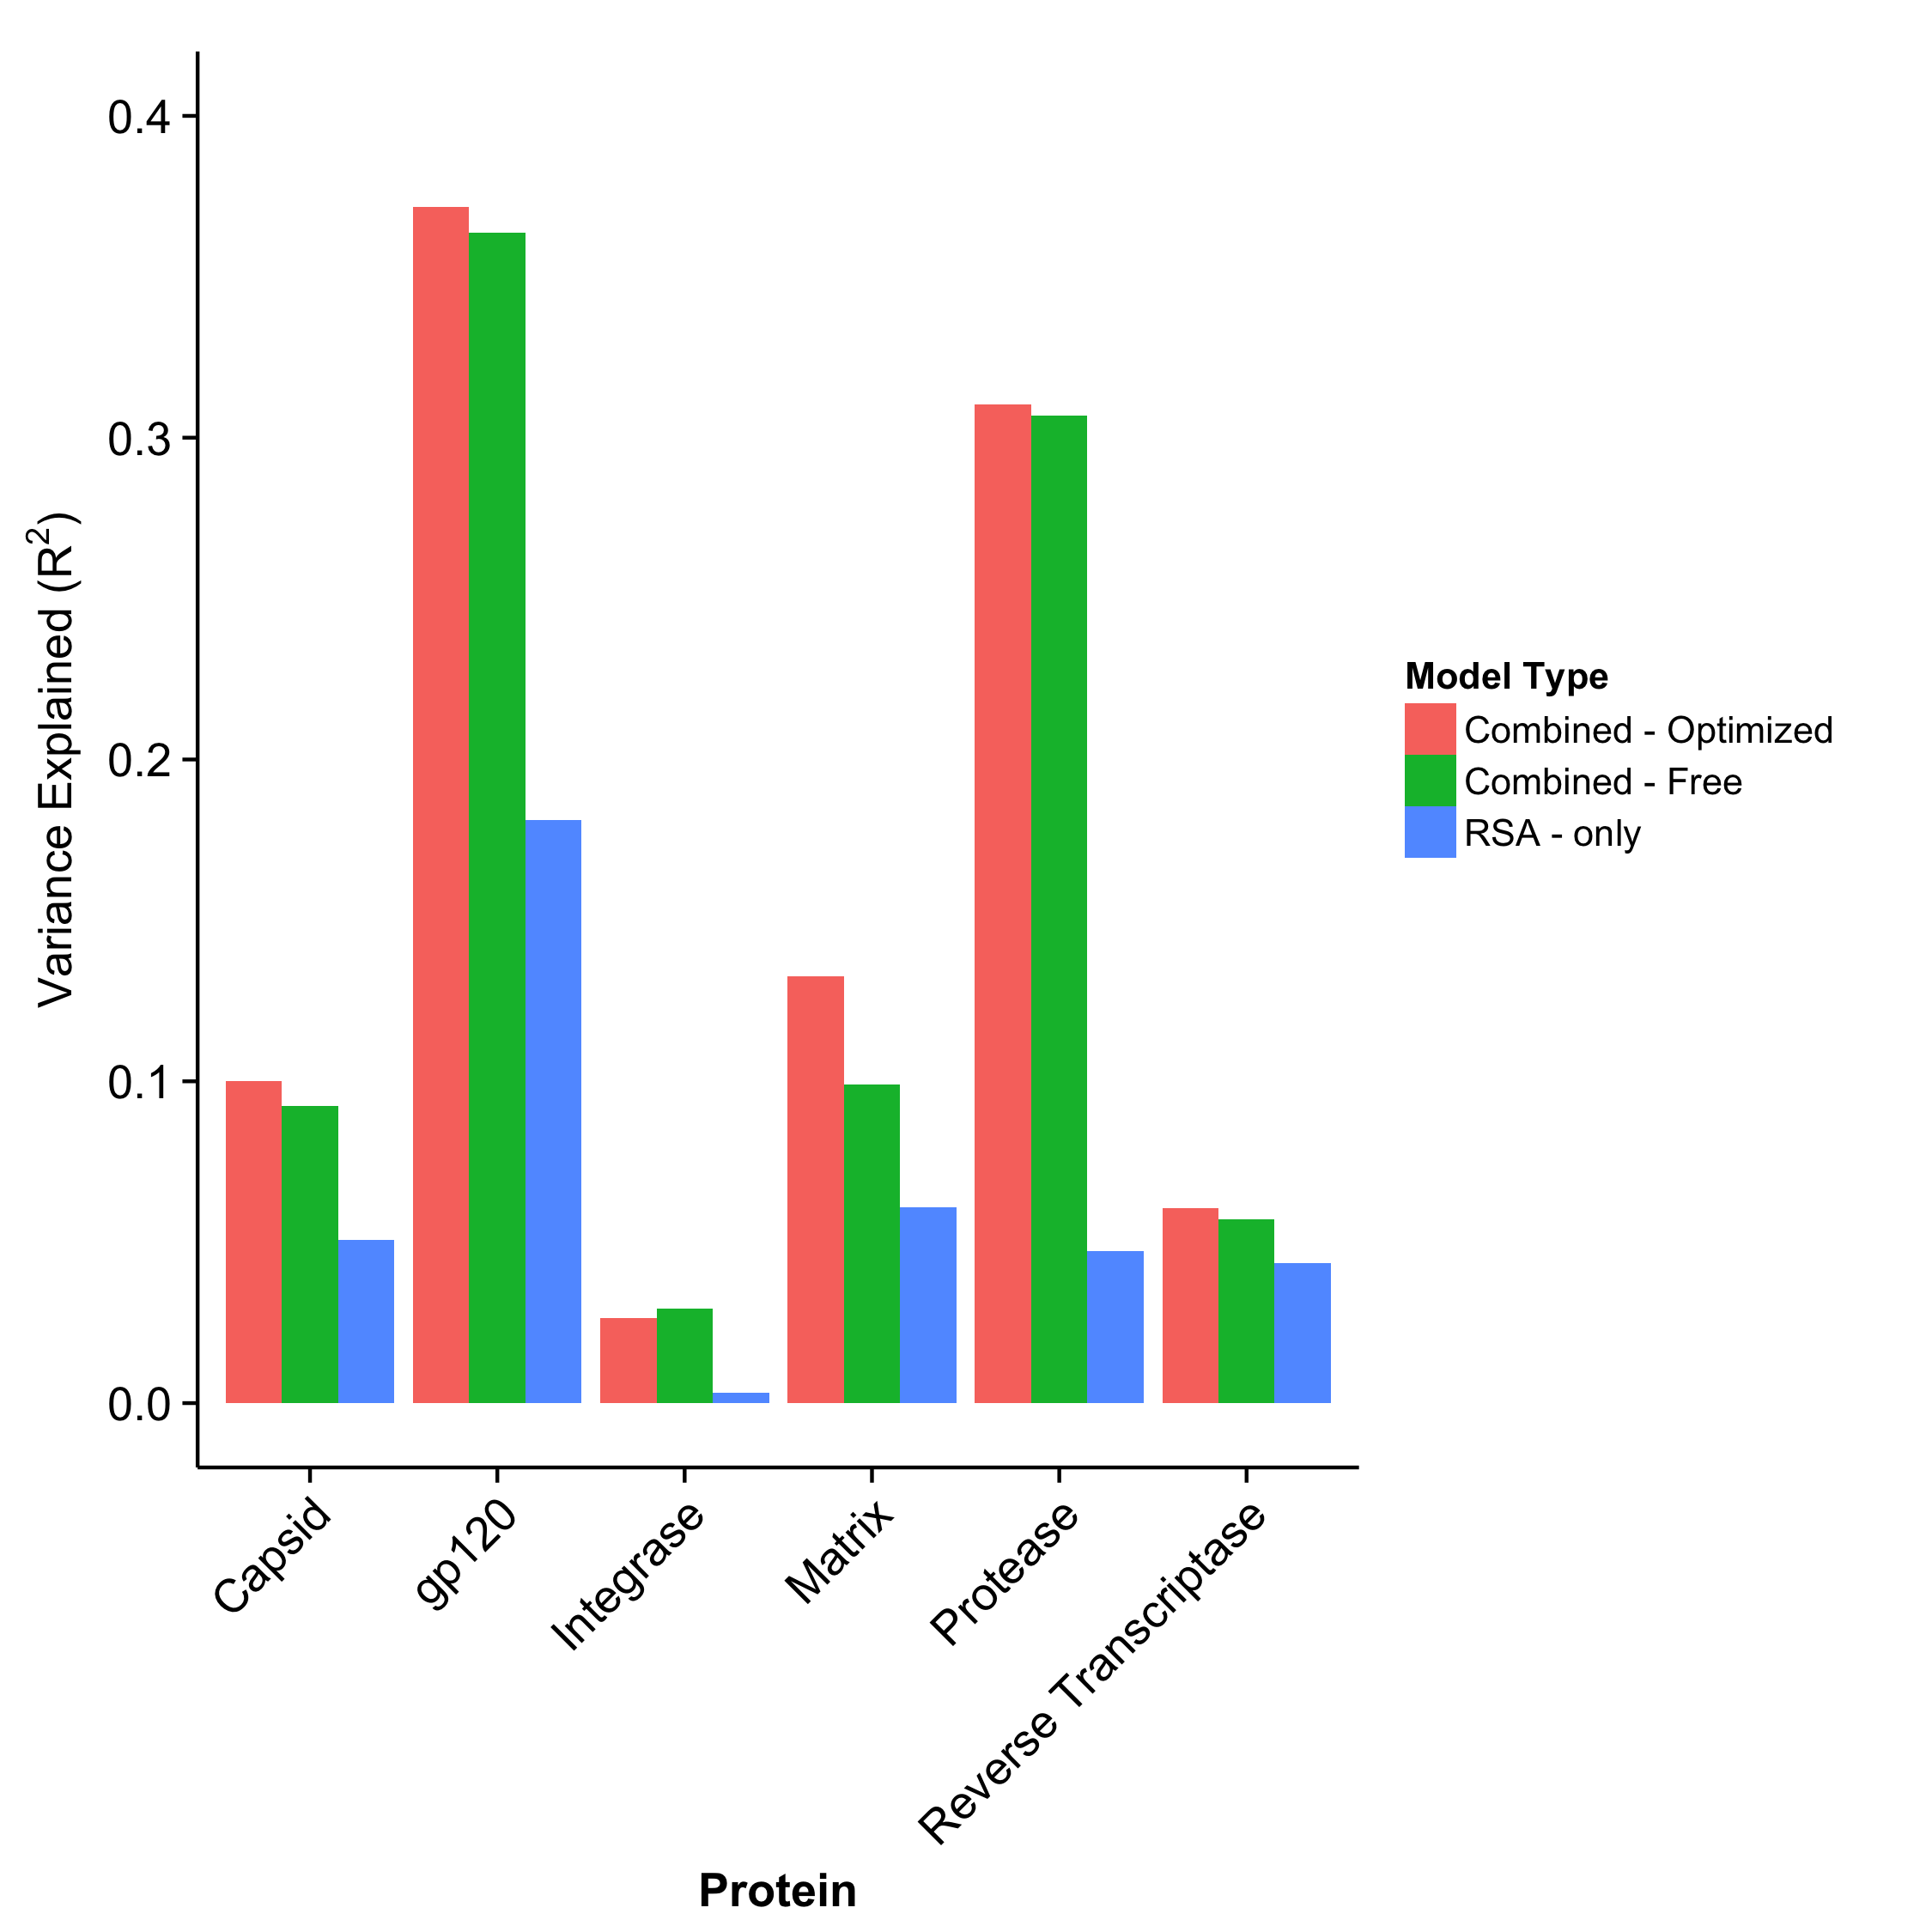 0.4
0.3
0.2
0.1
0.0
Variance Explained (R²)
Capsid
gp120
Integrase
Matrix
Protease
Reverse Transcriptase
Protein
Model Type
Combined - Optimized
Combined - Free
RSA - only